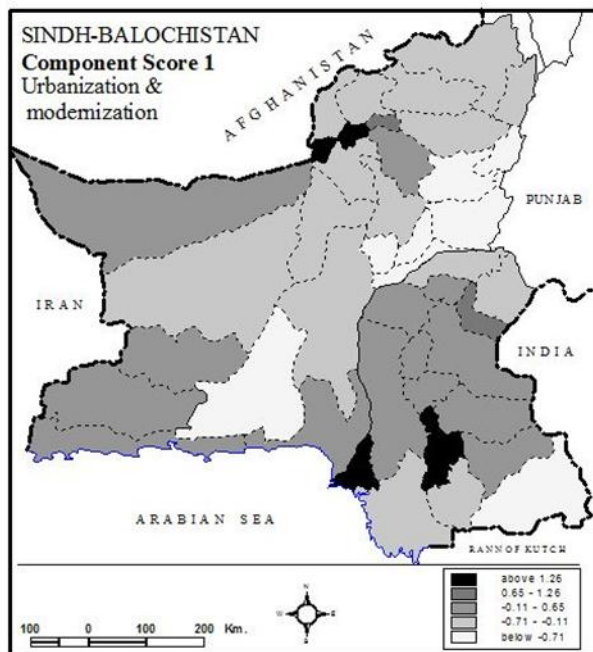 SINDH-BALOCHISTAN
Component Score 1
Urbanization &
modernization
AFGHANISTAN
PUNJAB
IRAN
INDIA
ARABIAN SEA
RANN OF KUTCH
N
W E
S
100 0 100 200 Km.
above 1.26
0.65 - 1.26
-0.11 - 0.65
-0.71 - -0.11
below -0.71